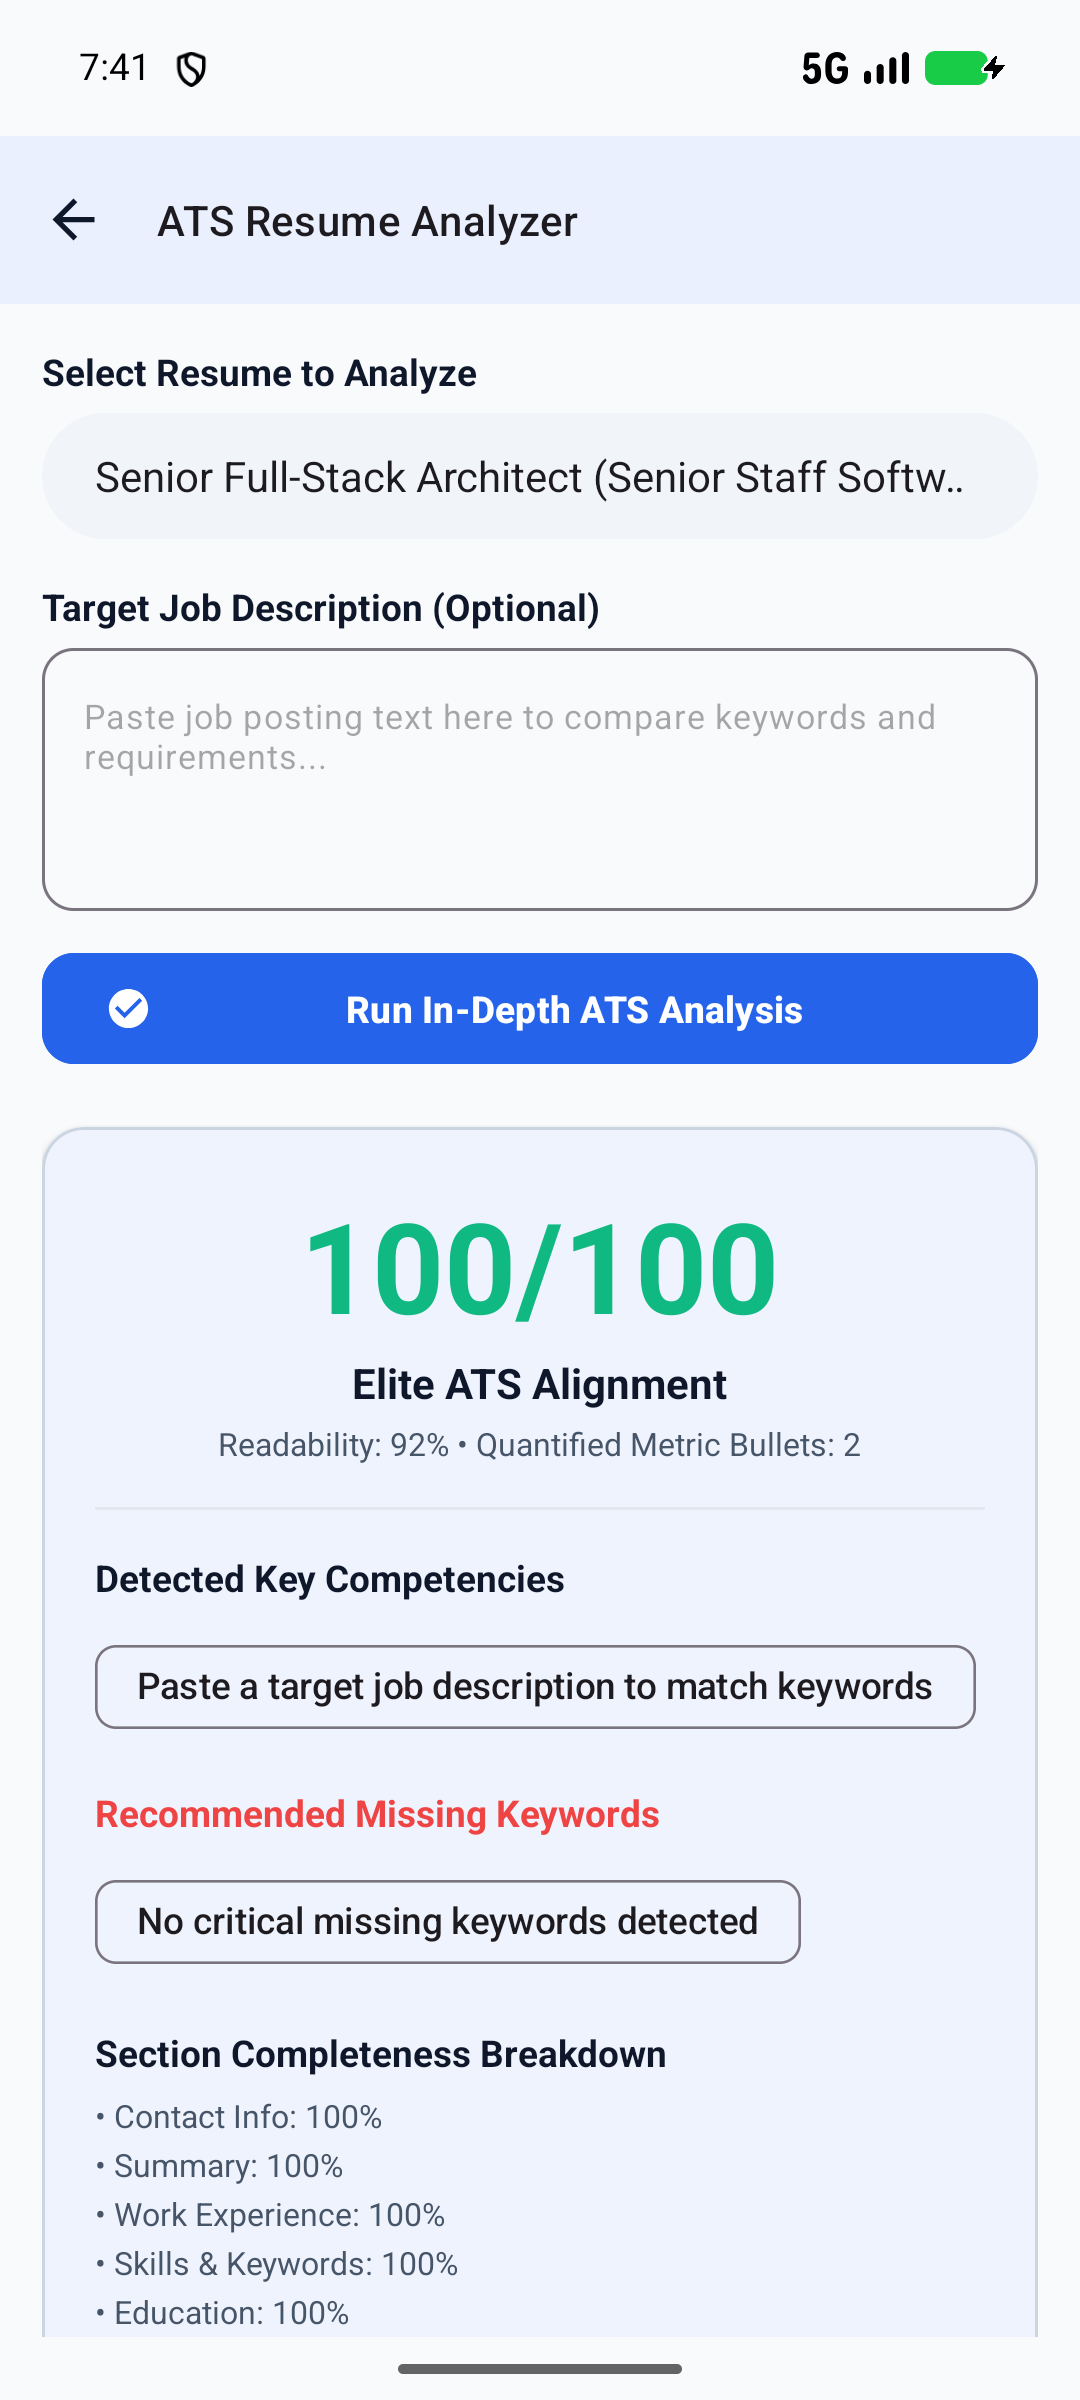 7:41
5G
ATS Resume Analyzer
Select Resume to Analyze
Senior Full-Stack Architect (Senior Staff Softw..
Target Job Description (Optional)
Paste job posting text here to compare keywords and
requirements...
Run In-Depth ATS Analysis
100/100
Elite ATS Alignment
Readability: 92% • Quantified Metric Bullets: 2
Detected Key Competencies
Paste a target job description to match keywords
Recommended Missing Keywords
No critical missing keywords detected
Section Completeness Breakdown
• Contact Info: 100%
• Summary: 100%
• Work Experience: 100%
• Skills & Keywords: 100%
• Education: 100%